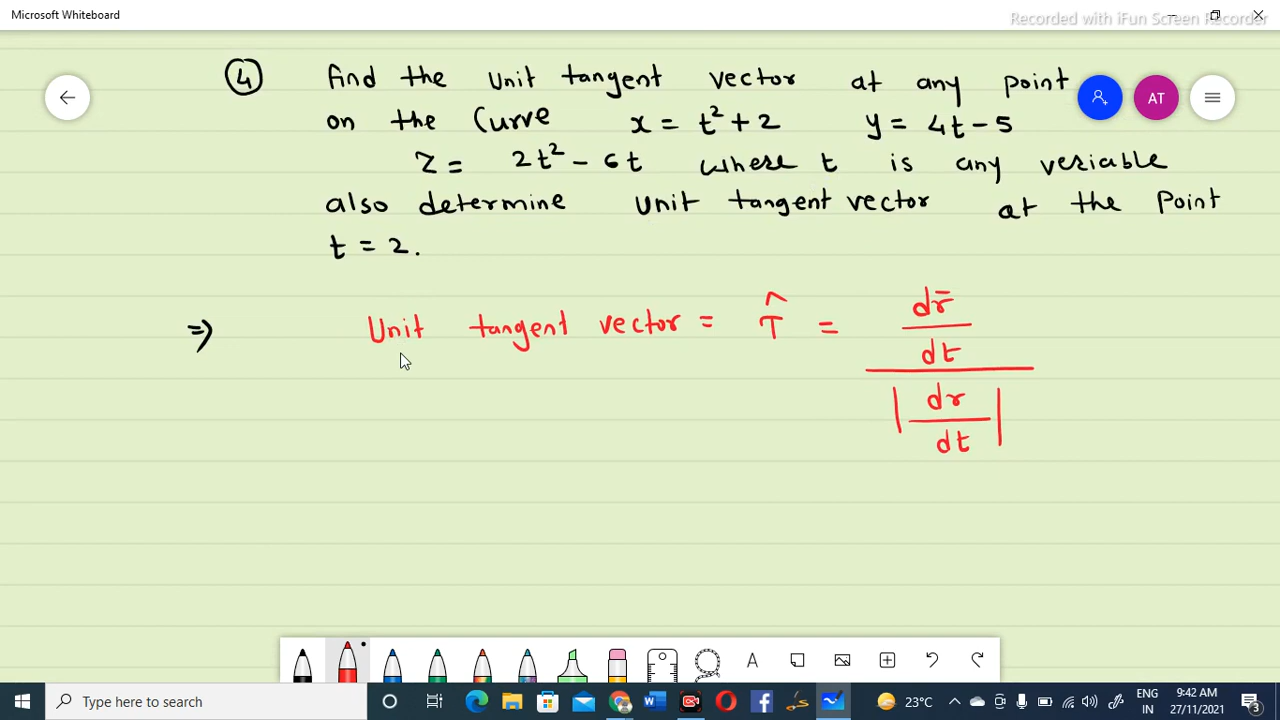 Microsoft Whiteboard
Recorded with iFun Screen Recorder
④ find the Unit tangent vector at any point
on the Curve x = t² + 2 y = 4t - 5
z = 2t² - 6t where t is any veriable
also determine Unit tangent vector at the Point
t = 2.
AT
⇒ Unit tangent vector = T̂ = dr̄/dt / |dr/dt|
A
Type here to search
W
23°C
ENG
IN
9:42 AM
27/11/2021
3